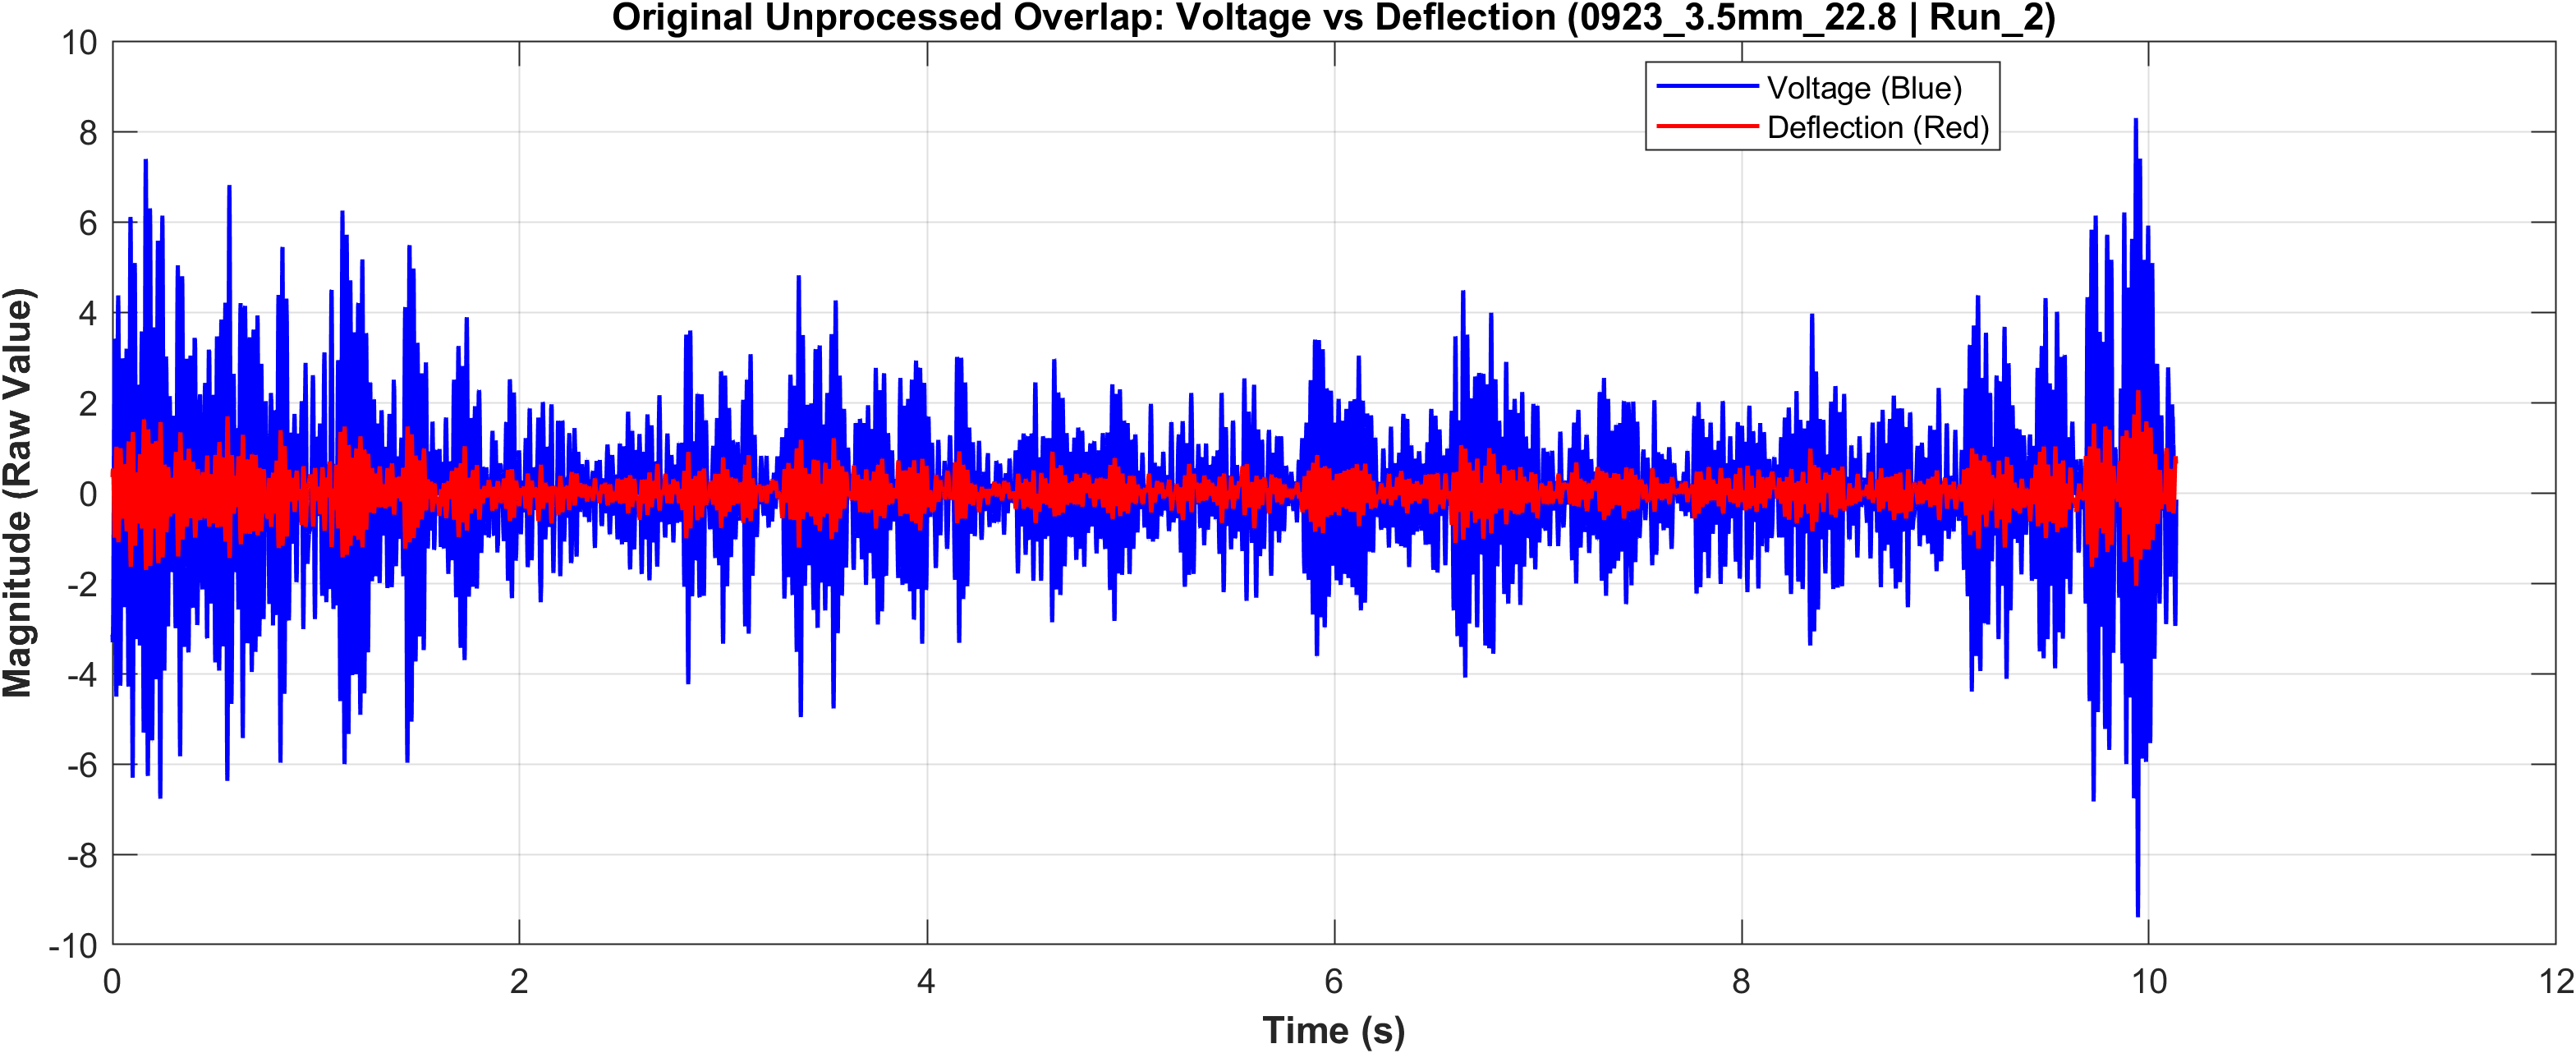 Original Unprocessed Overlap: Voltage vs Deflection (0923_3.5mm_22.8 | Run_2)
Voltage (Blue)
Deflection (Red)
Magnitude (Raw Value)
10
8
6
4
2
0
-2
-4
-6
-8
-10
0 2 4 6 8 10 12
Time (s)